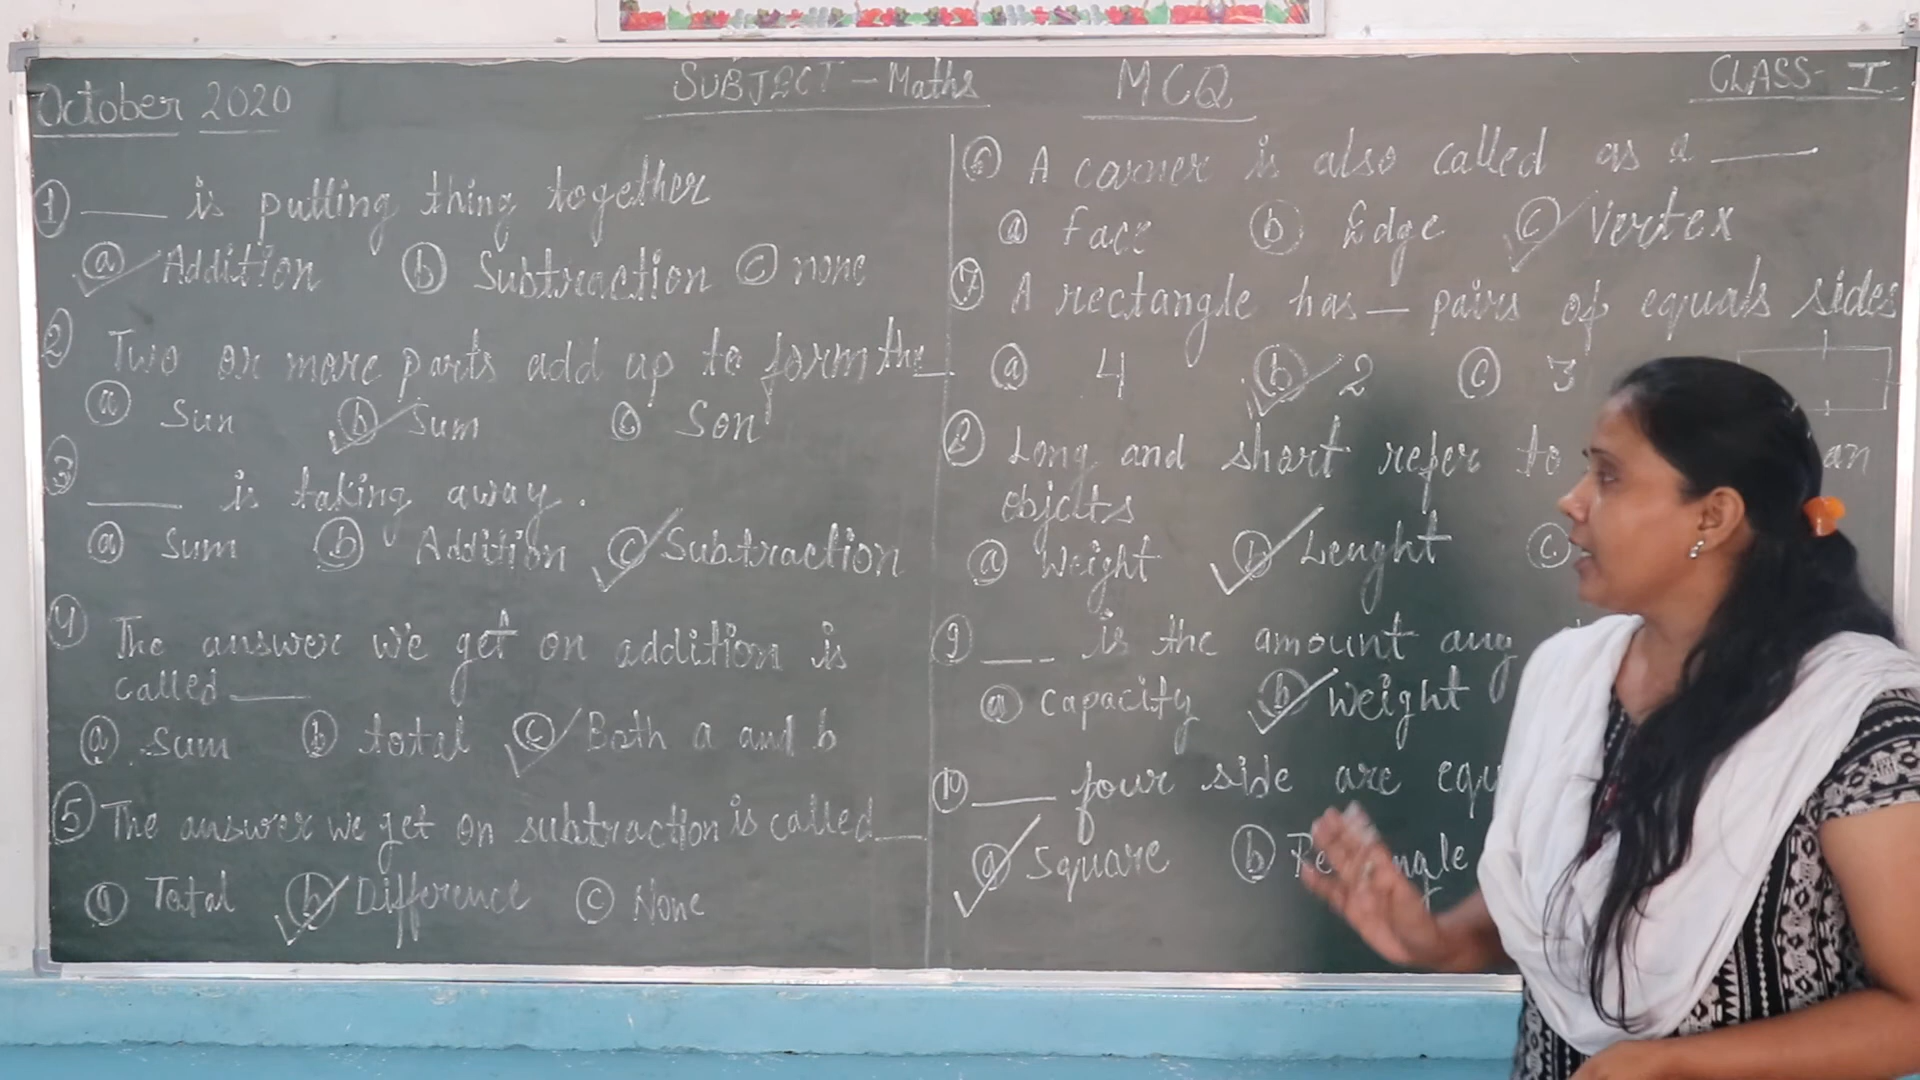 October 2020
SUBJECT - Maths
MCQ
CLASS - I
① ___ is putting thing together
ⓐ Addition ⓑ Subtraction ⓒ none
② Two or more parts add up to form the __
ⓐ Sun ⓑ Sum ⓒ Son
③ ___ is taking away.
ⓐ Sum ⓑ Addition ⓒ Subtraction
④ The answer we get on addition is
called ___
ⓐ Sum ⓑ total ⓒ Both a and b
⑤ The answer we get on subtraction is called ___
ⓐ Total ⓑ Difference ⓒ None
⑥ A corner is also called as a ___
ⓐ face ⓑ Edge ⓒ Vertex
⑦ A rectangle has _ pairs of equals sides
ⓐ 4 ⓑ 2 ⓒ 3
⑧ Long and short refer to an
objects
ⓐ Weight ⓑ Lenght ⓒ
⑨ ___ is the amount any
ⓐ Capacity ⓑ Weight
⑩ ___ four side are
ⓐ Square ⓑ